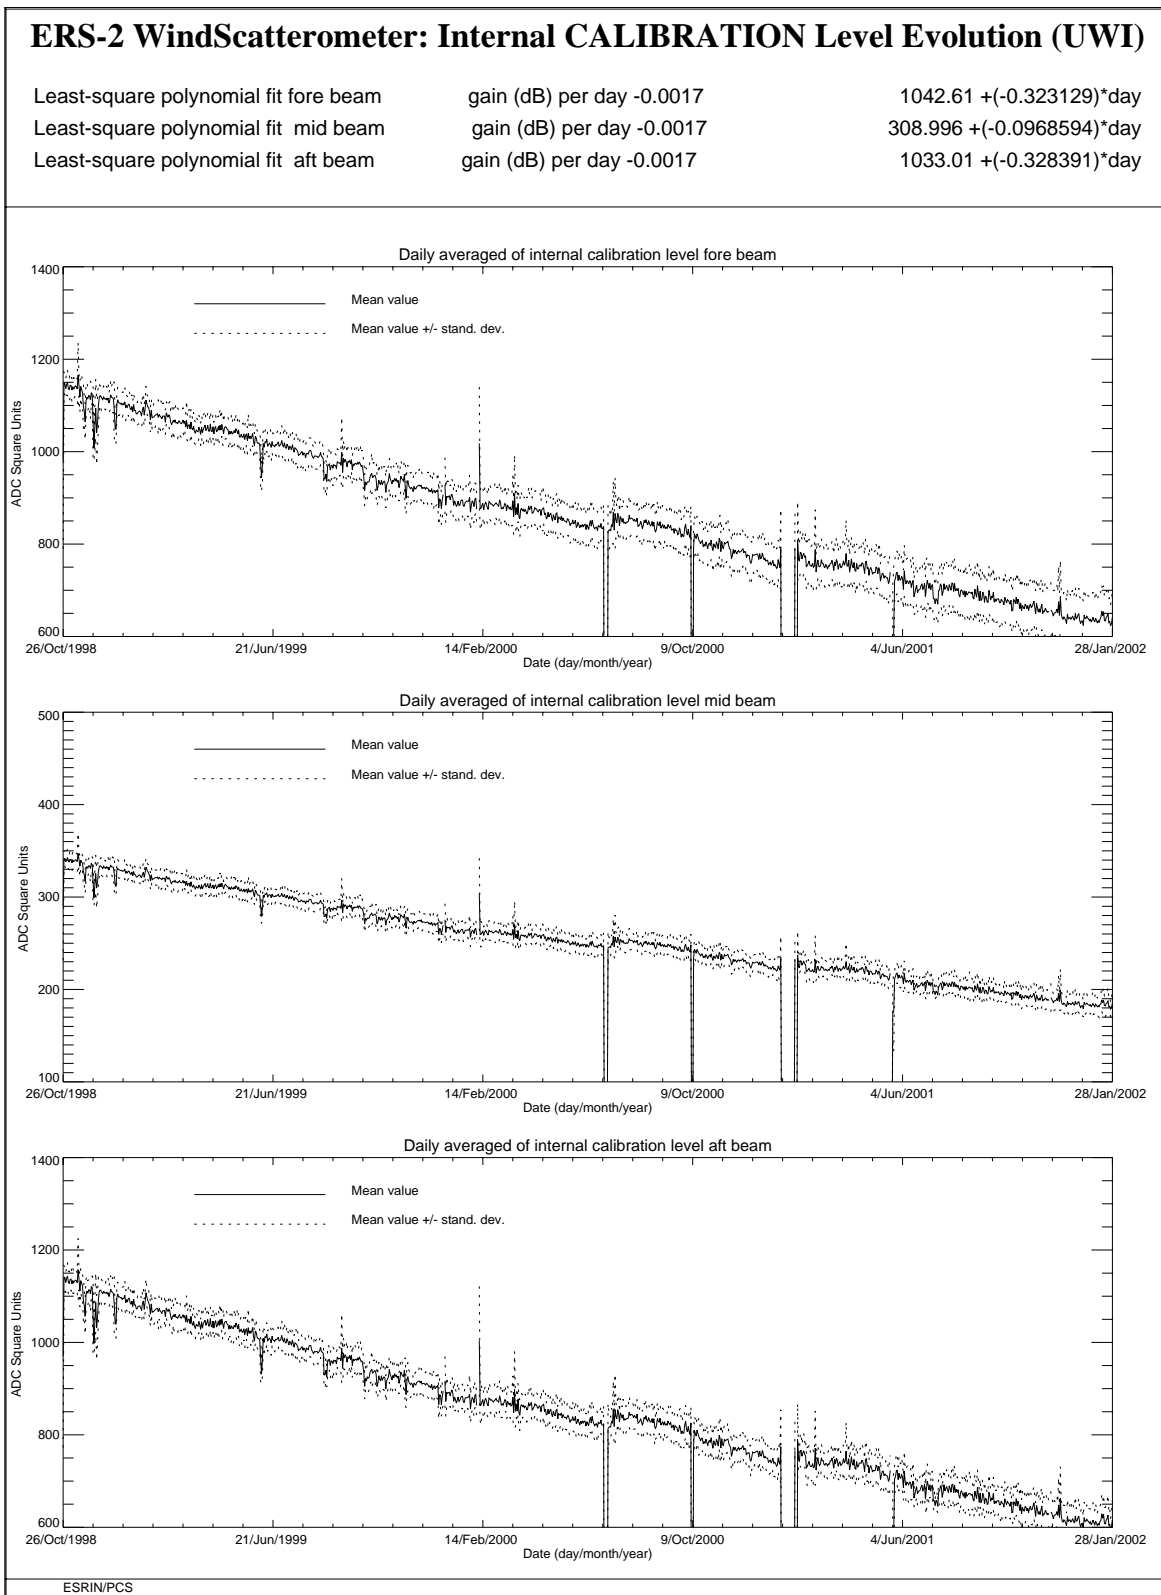 ERS-2 WindScatterometer: Internal CALIBRATION Level Evolution (UWI)
Least-square polynomial fit fore beam gain (dB) per day -0.0017 1042.61 +(-0.323129)*day
Least-square polynomial fit mid beam gain (dB) per day -0.0017 308.996 +(-0.0968594)*day
Least-square polynomial fit aft beam gain (dB) per day -0.0017 1033.01 +(-0.328391)*day
Daily averaged of internal calibration level fore beam
1400
Mean value
Mean value +/- stand. dev.
1200
ADC Square Units
1000
800
600
26/Oct/1998 21/Jun/1999 14/Feb/2000 9/Oct/2000 4/Jun/2001 28/Jan/2002
Date (day/month/year)
Daily averaged of internal calibration level mid beam
500
Mean value
Mean value +/- stand. dev.
400
ADC Square Units
300
200
100
26/Oct/1998 21/Jun/1999 14/Feb/2000 9/Oct/2000 4/Jun/2001 28/Jan/2002
Date (day/month/year)
Daily averaged of internal calibration level aft beam
1400
Mean value
Mean value +/- stand. dev.
1200
ADC Square Units
1000
800
600
26/Oct/1998 21/Jun/1999 14/Feb/2000 9/Oct/2000 4/Jun/2001 28/Jan/2002
Date (day/month/year)
ESRIN/PCS